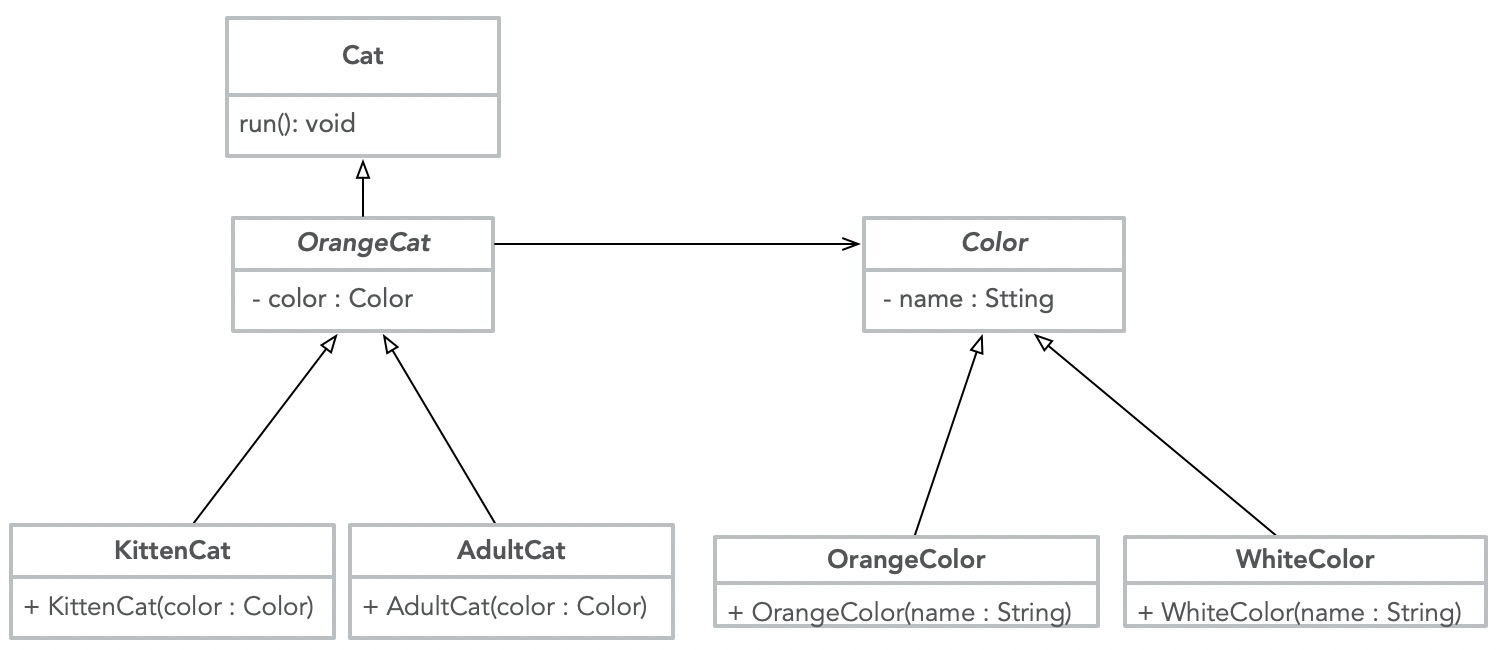 Cat
run(): void
OrangeCat
- color : Color
Color
- name : Stting
KittenCat
+ KittenCat(color : Color)
AdultCat
+ AdultCat(color : Color)
OrangeColor
+ OrangeColor(name : String)
WhiteColor
+ WhiteColor(name : String)